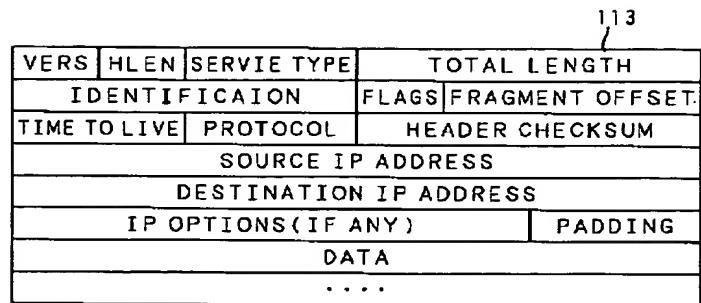 113
VERS HLEN SERVIE TYPE TOTAL LENGTH
IDENTIFICAION FLAGS FRAGMENT OFFSET
TIME TO LIVE PROTOCOL HEADER CHECKSUM
SOURCE IP ADDRESS
DESTINATION IP ADDRESS
IP OPTIONS(IF ANY) PADDING
DATA
....